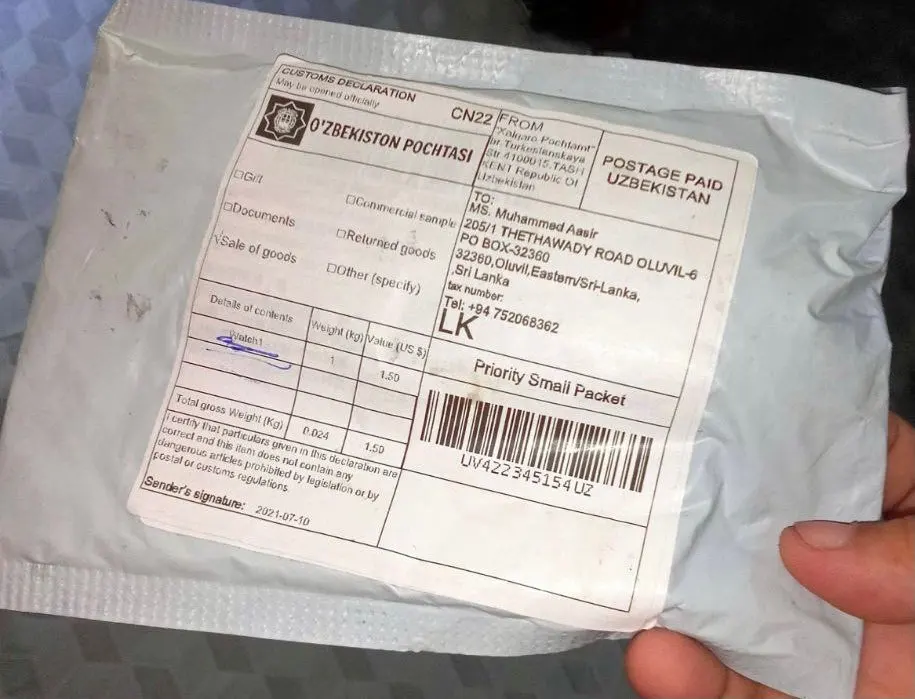 CUSTOMS DECLARATION
May be opened officially
CN22
O'ZBEKISTON POCHTASI
FROM
"Xalqaro Pochtamt"
br.Turkestanskaya
Str.4100015.TASH
KENT Republic Of
Uzbekistan
POSTAGE PAID
UZBEKISTAN
□Gift
□Commercial sample
□Documents
□Returned goods
√Sale of goods
□Other (specify)
TO:
MS. Muhammed Aasir
205/1 THETHAWADY ROAD OLUVIL-6
PO BOX-32360
32360,Oluvil,Eastern/Sri-Lanka,
,Sri Lanka
tax number:
Tel: +94 752068362
LK
Details of contents
Weight (kg)
Value (US $)
Watch1
1
1.50
Total gross Weight (Kg)
0.024
1.50
I certify that particulars given in this declaration are
correct and this item does not contain any
dangerous articles prohibited by legislation or by
postal or customs regulations.
Sender's signature: 2021-07-10
Priority Small Packet
UV422345154UZ